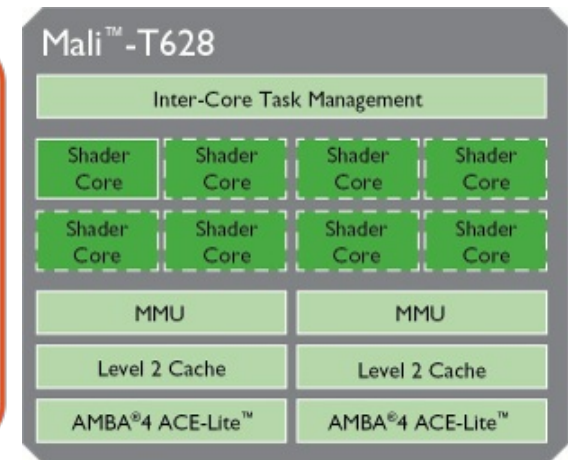 Mali™-T628
Inter-Core Task Management
Shader Shader Shader Shader
Core Core Core Core
Shader Shader Shader Shader
Core Core Core Core
MMU MMU
Level 2 Cache Level 2 Cache
AMBA®4 ACE-Lite™ AMBA®4 ACE-Lite™